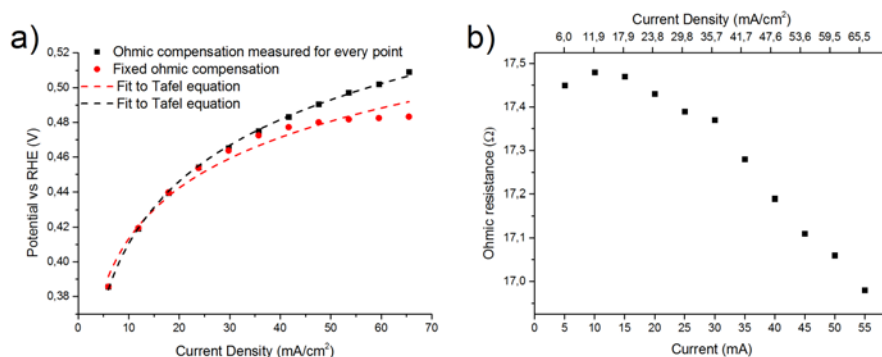 a)
Ohmic compensation measured for every point
Fixed ohmic compensation
Fit to Tafel equation
Fit to Tafel equation
0,52
0,50
0,48
0,46
0,44
0,42
0,40
0,38
Potential vs RHE (V)
0 10 20 30 40 50 60 70
Current Density (mA/cm²)
b)
Current Density (mA/cm²)
6,0 11,9 17,9 23,8 29,8 35,7 41,7 47,6 53,6 59,5 65,5
17,5
17,4
17,3
17,2
17,1
17,0
Ohmic resistance (Ω)
0 5 10 15 20 25 30 35 40 45 50 55
Current (mA)